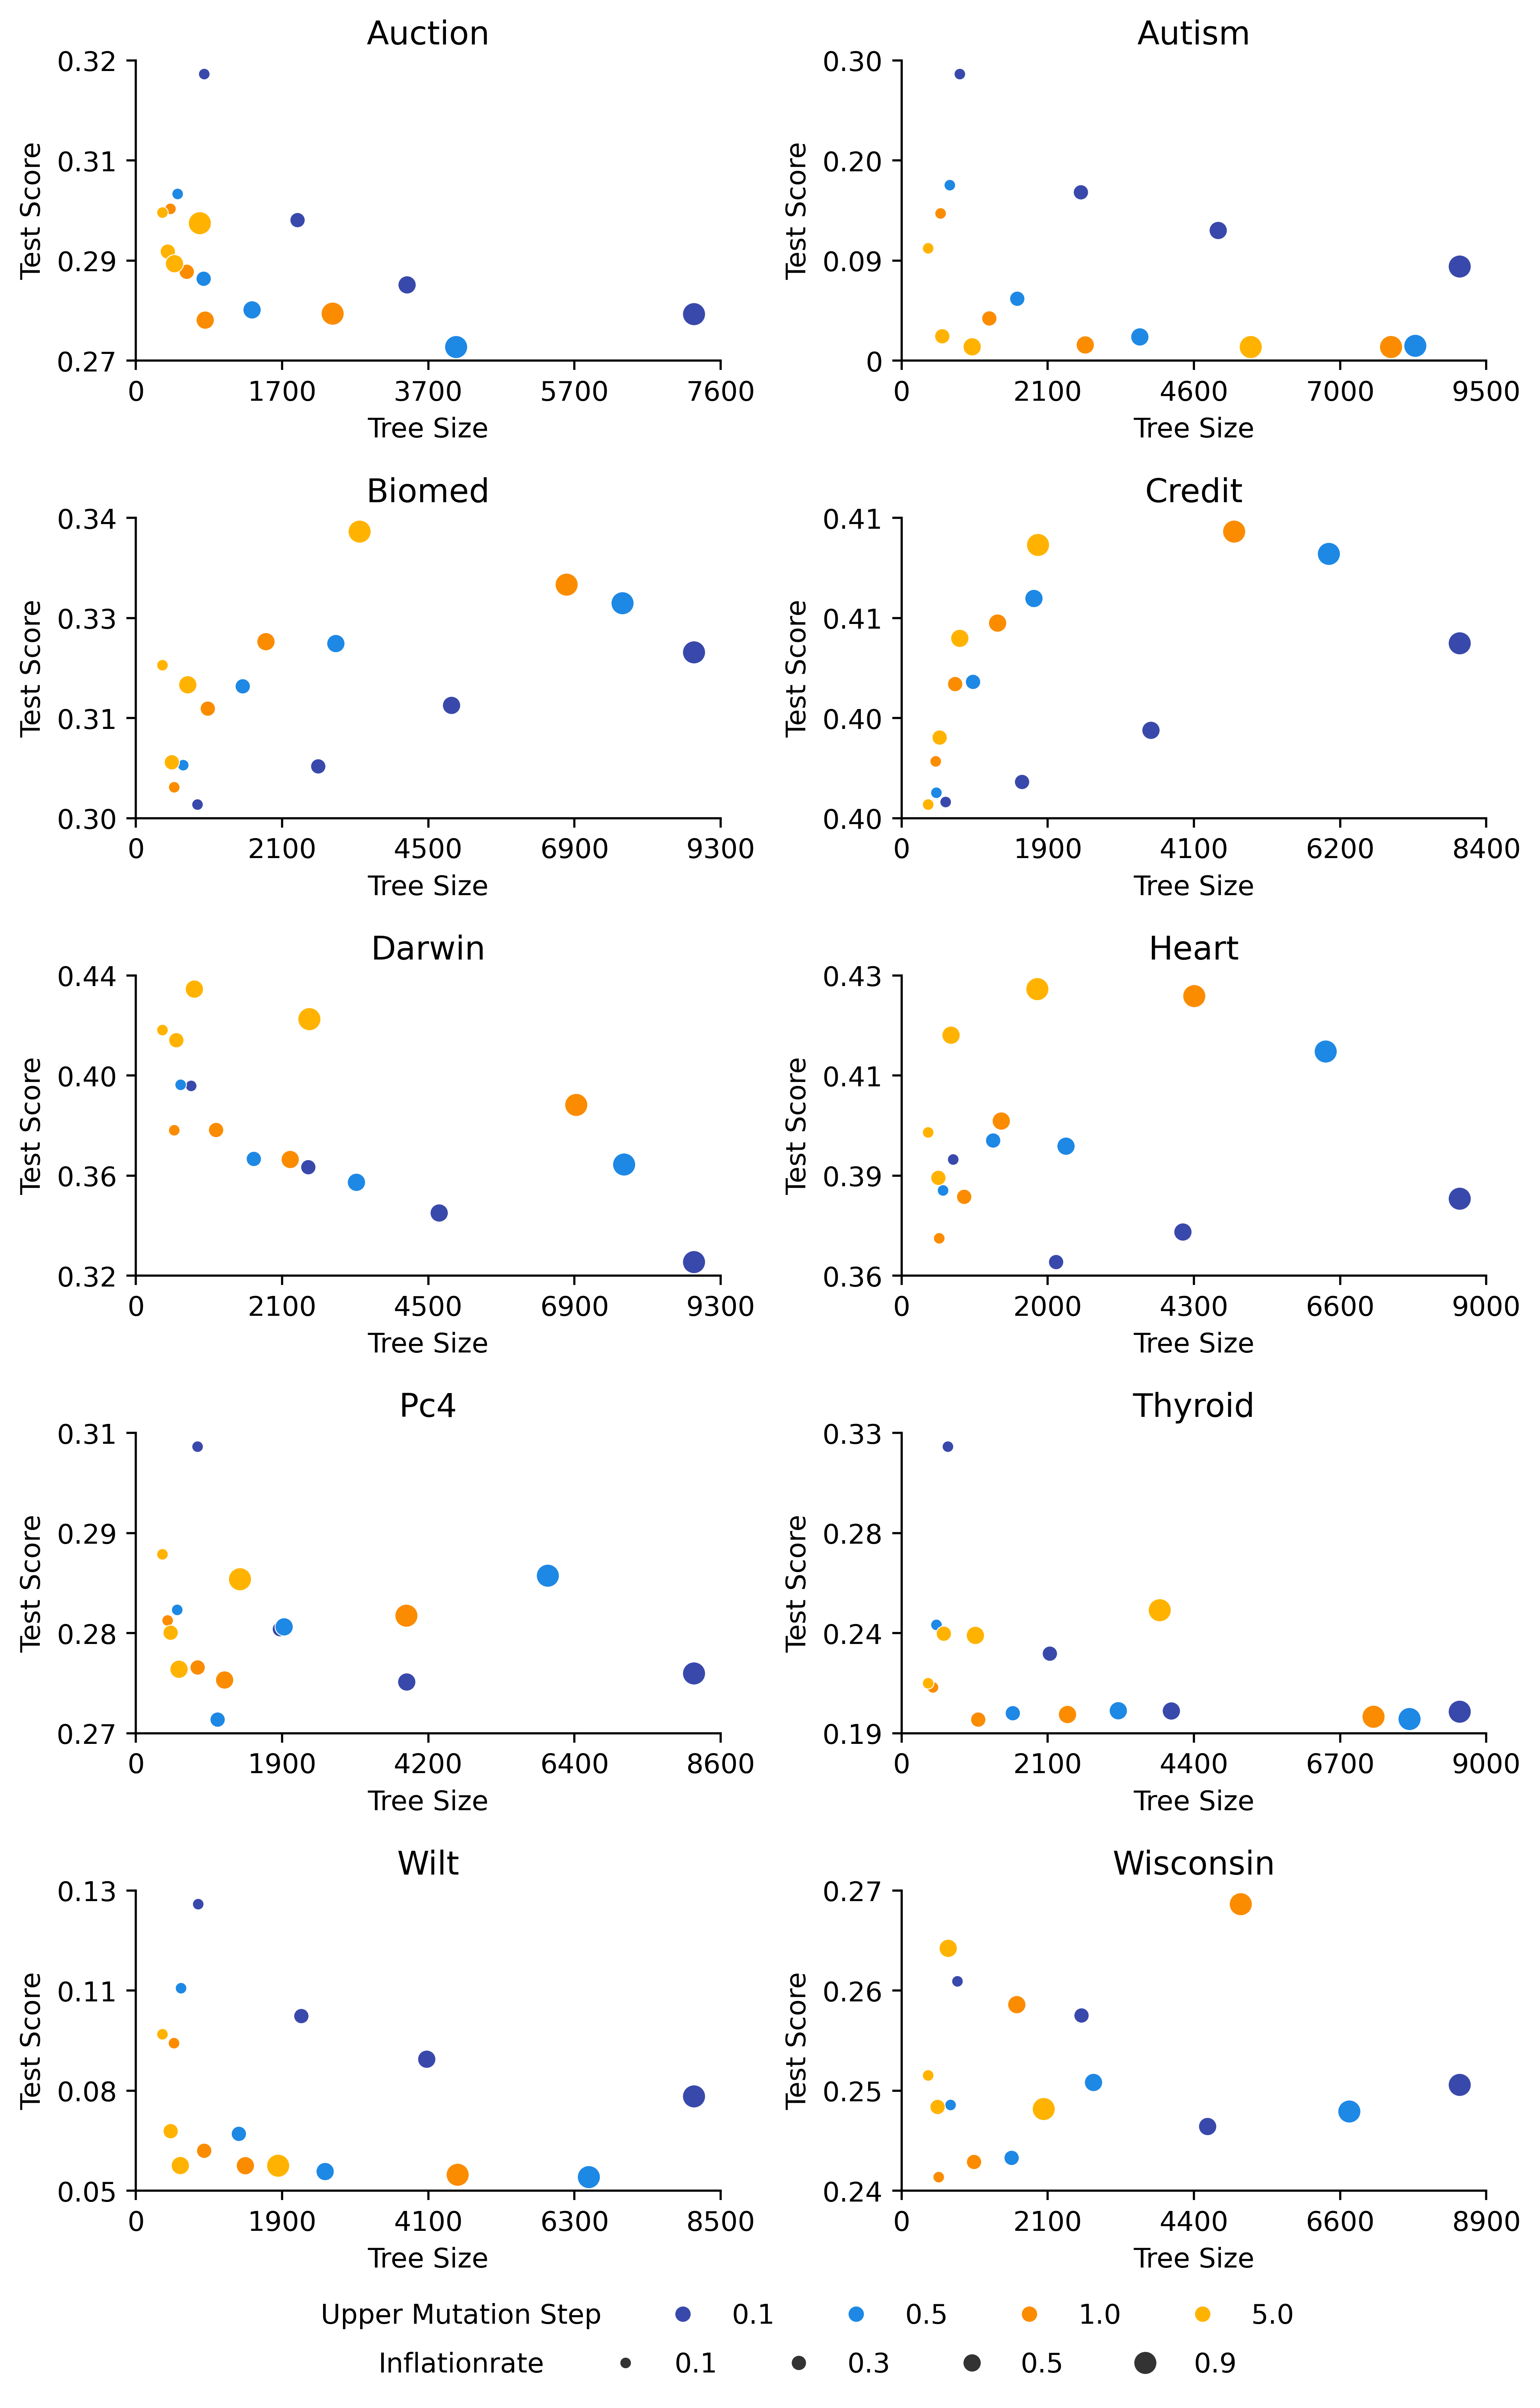 Auction
Autism
0.32
0.31
0.29
0.27
Test Score
0 1700 3700 5700 7600
Tree Size
0.30
0.20
0.09
0
Test Score
0 2100 4600 7000 9500
Tree Size
Biomed
Credit
0.34
0.33
0.31
0.30
Test Score
0 2100 4500 6900 9300
Tree Size
0.41
0.41
0.40
0.40
Test Score
0 1900 4100 6200 8400
Tree Size
Darwin
Heart
0.44
0.40
0.36
0.32
Test Score
0 2100 4500 6900 9300
Tree Size
0.43
0.41
0.39
0.36
Test Score
0 2000 4300 6600 9000
Tree Size
Pc4
Thyroid
0.31
0.29
0.28
0.27
Test Score
0 1900 4200 6400 8600
Tree Size
0.33
0.28
0.24
0.19
Test Score
0 2100 4400 6700 9000
Tree Size
Wilt
Wisconsin
0.13
0.11
0.08
0.05
Test Score
0 1900 4100 6300 8500
Tree Size
0.27
0.26
0.25
0.24
Test Score
0 2100 4400 6600 8900
Tree Size
Upper Mutation Step 0.1 0.5 1.0 5.0
Inflationrate 0.1 0.3 0.5 0.9